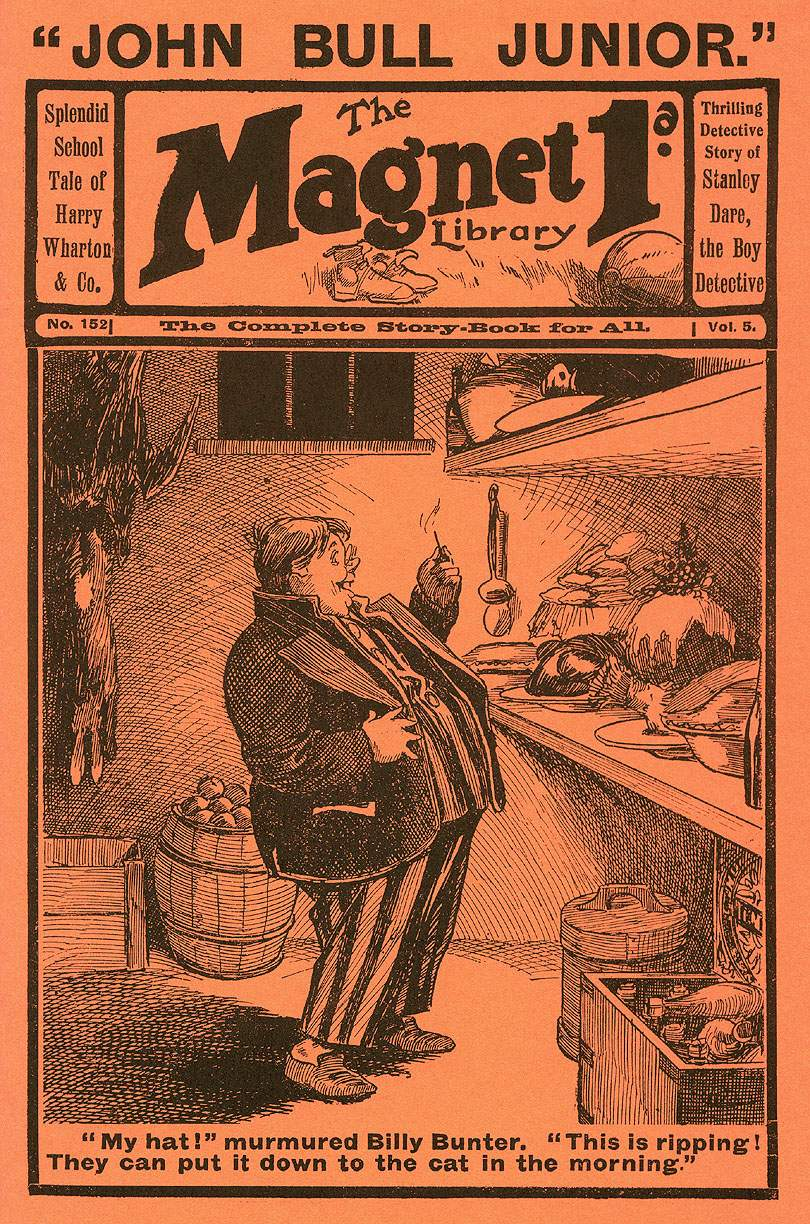 "JOHN BULL JUNIOR."
Splendid
School
Tale of
Harry
Wharton
& Co.
The
Magnet 1d.
Library
Thrilling
Detective
Story of
Stanley
Dare,
the Boy
Detective
No. 152
The Complete Story-Book for All.
Vol. 5.
"My hat!" murmured Billy Bunter. "This is ripping!
They can put it down to the cat in the morning."